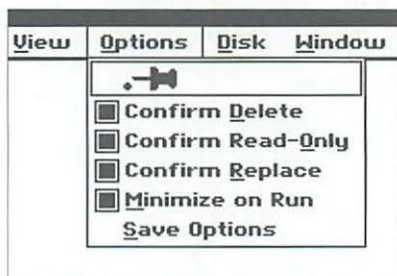 View Options Disk Window
Confirm Delete
Confirm Read-Only
Confirm Replace
Minimize on Run
Save Options